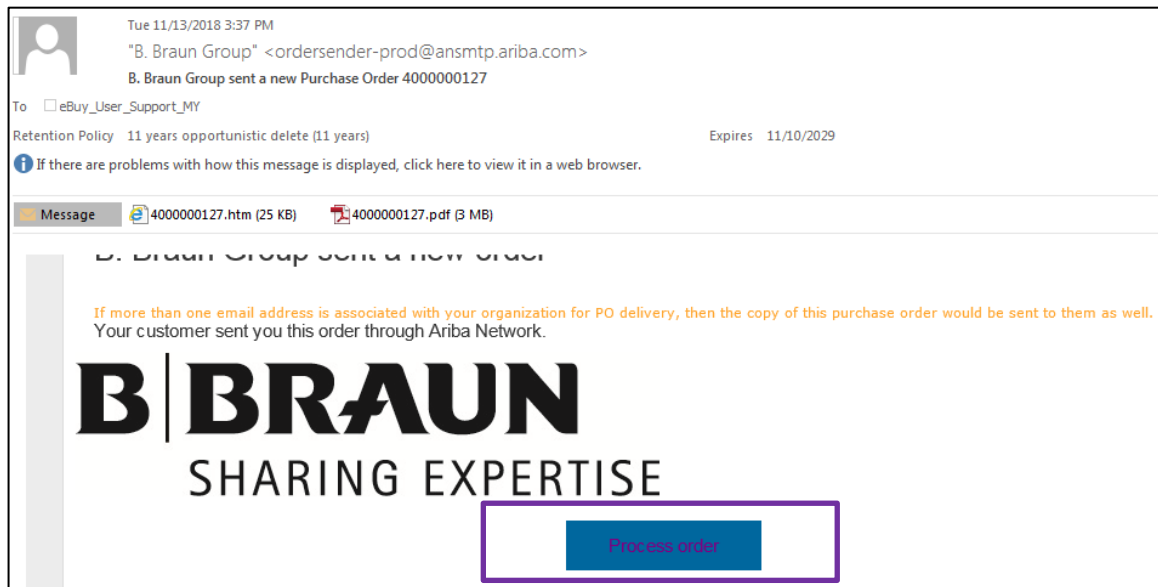 Tue 11/13/2018 3:37 PM
"B. Braun Group" <ordersender-prod@ansmtp.ariba.com>
B. Braun Group sent a new Purchase Order 4000000127
To eBuy_User_Support_MY
Retention Policy 11 years opportunistic delete (11 years) Expires 11/10/2029
If there are problems with how this message is displayed, click here to view it in a web browser.
Message 4000000127.htm (25 KB) 4000000127.pdf (3 MB)
B. Braun Group sent a new order
If more than one email address is associated with your organization for PO delivery, then the copy of this purchase order would be sent to them as well.
Your customer sent you this order through Ariba Network.
B BRAUN
SHARING EXPERTISE
Process order